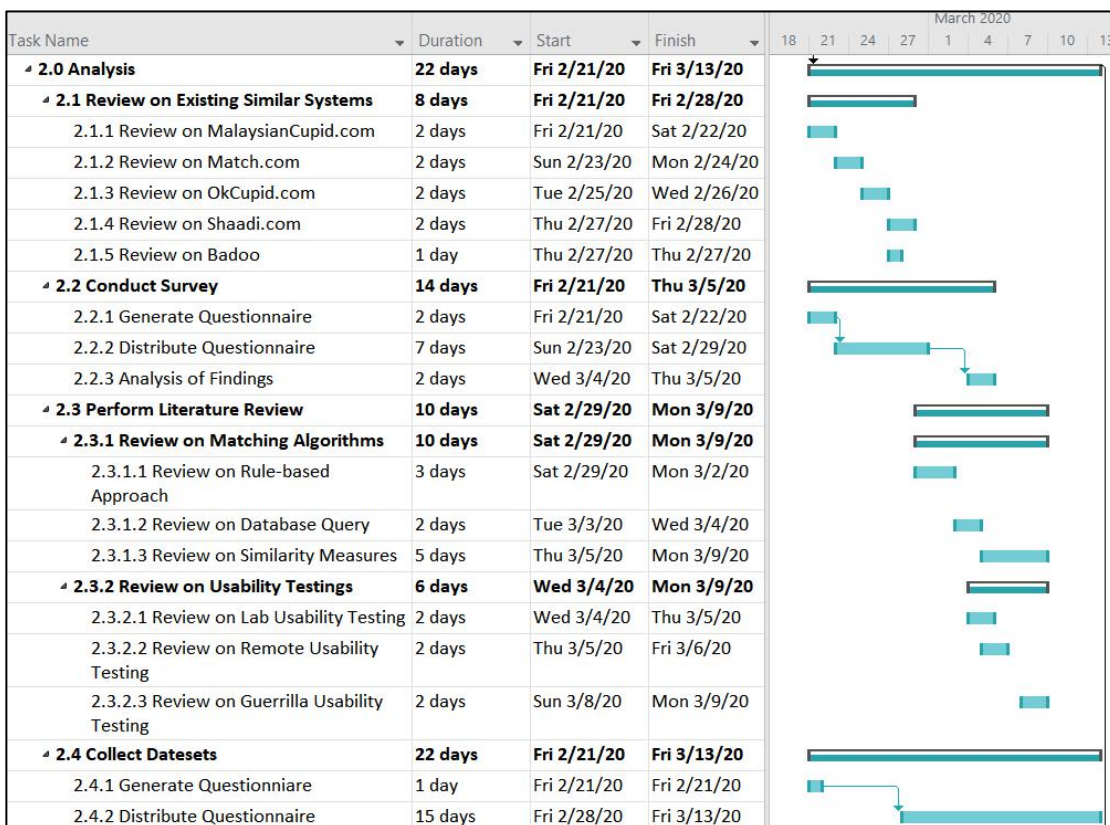 March 2020
Task Name Duration Start Finish 18 21 24 27 1 4 7 10 13
2.0 Analysis 22 days Fri 2/21/20 Fri 3/13/20
2.1 Review on Existing Similar Systems 8 days Fri 2/21/20 Fri 2/28/20
2.1.1 Review on MalaysianCupid.com 2 days Fri 2/21/20 Sat 2/22/20
2.1.2 Review on Match.com 2 days Sun 2/23/20 Mon 2/24/20
2.1.3 Review on OkCupid.com 2 days Tue 2/25/20 Wed 2/26/20
2.1.4 Review on Shaadi.com 2 days Thu 2/27/20 Fri 2/28/20
2.1.5 Review on Badoo 1 day Thu 2/27/20 Thu 2/27/20
2.2 Conduct Survey 14 days Fri 2/21/20 Thu 3/5/20
2.2.1 Generate Questionnaire 2 days Fri 2/21/20 Sat 2/22/20
2.2.2 Distribute Questionnaire 7 days Sun 2/23/20 Sat 2/29/20
2.2.3 Analysis of Findings 2 days Wed 3/4/20 Thu 3/5/20
2.3 Perform Literature Review 10 days Sat 2/29/20 Mon 3/9/20
2.3.1 Review on Matching Algorithms 10 days Sat 2/29/20 Mon 3/9/20
2.3.1.1 Review on Rule-based 3 days Sat 2/29/20 Mon 3/2/20
Approach
2.3.1.2 Review on Database Query 2 days Tue 3/3/20 Wed 3/4/20
2.3.1.3 Review on Similarity Measures 5 days Thu 3/5/20 Mon 3/9/20
2.3.2 Review on Usability Testings 6 days Wed 3/4/20 Mon 3/9/20
2.3.2.1 Review on Lab Usability Testing 2 days Wed 3/4/20 Thu 3/5/20
2.3.2.2 Review on Remote Usability 2 days Thu 3/5/20 Fri 3/6/20
Testing
2.3.2.3 Review on Guerrilla Usability 2 days Sun 3/8/20 Mon 3/9/20
Testing
2.4 Collect Datesets 22 days Fri 2/21/20 Fri 3/13/20
2.4.1 Generate Questionniare 1 day Fri 2/21/20 Fri 2/21/20
2.4.2 Distribute Questionnaire 15 days Fri 2/28/20 Fri 3/13/20